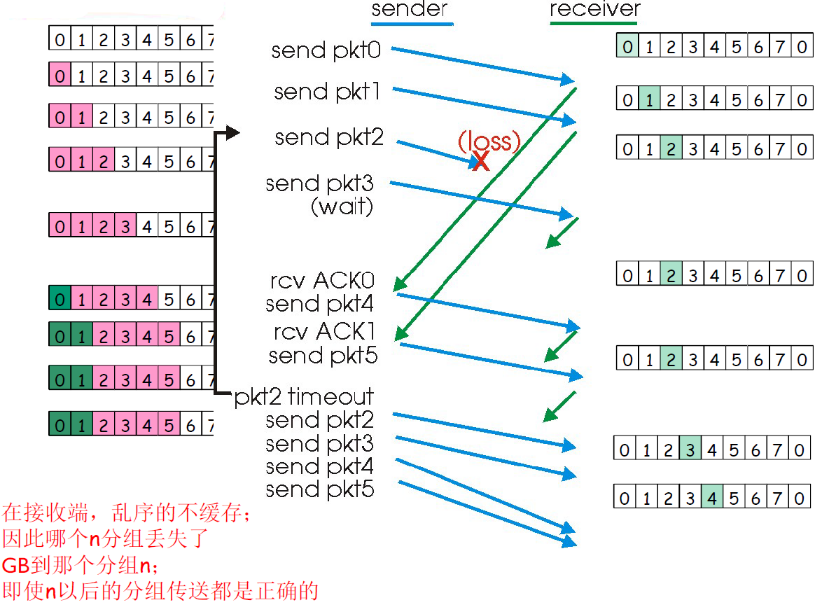 sender receiver
0 1 2 3 4 5 6 7
send pkt0
0 1 2 3 4 5 6 7 0
0 1 2 3 4 5 6 7
send pkt1
0 1 2 3 4 5 6 7 0
0 1 2 3 4 5 6 7
send pkt2
(loss)
X
0 1 2 3 4 5 6 7 0
0 1 2 3 4 5 6 7
send pkt3
(wait)
0 1 2 3 4 5 6 7
0 1 2 3 4 5 6 7 0
rcv ACK0
0 1 2 3 4 5 6 7
send pkt4
rcv ACK1
0 1 2 3 4 5 6 7
send pkt5
0 1 2 3 4 5 6 7 0
0 1 2 3 4 5 6 7
pkt2 timeout
send pkt2
0 1 2 3 4 5 6 7
send pkt3
0 1 2 3 4 5 6 7 0
send pkt4
send pkt5
0 1 2 3 4 5 6 7 0
在接收端，乱序的不缓存；
因此哪个n分组丢失了
GB到那个分组n；
即使n以后的分组传送都是正确的